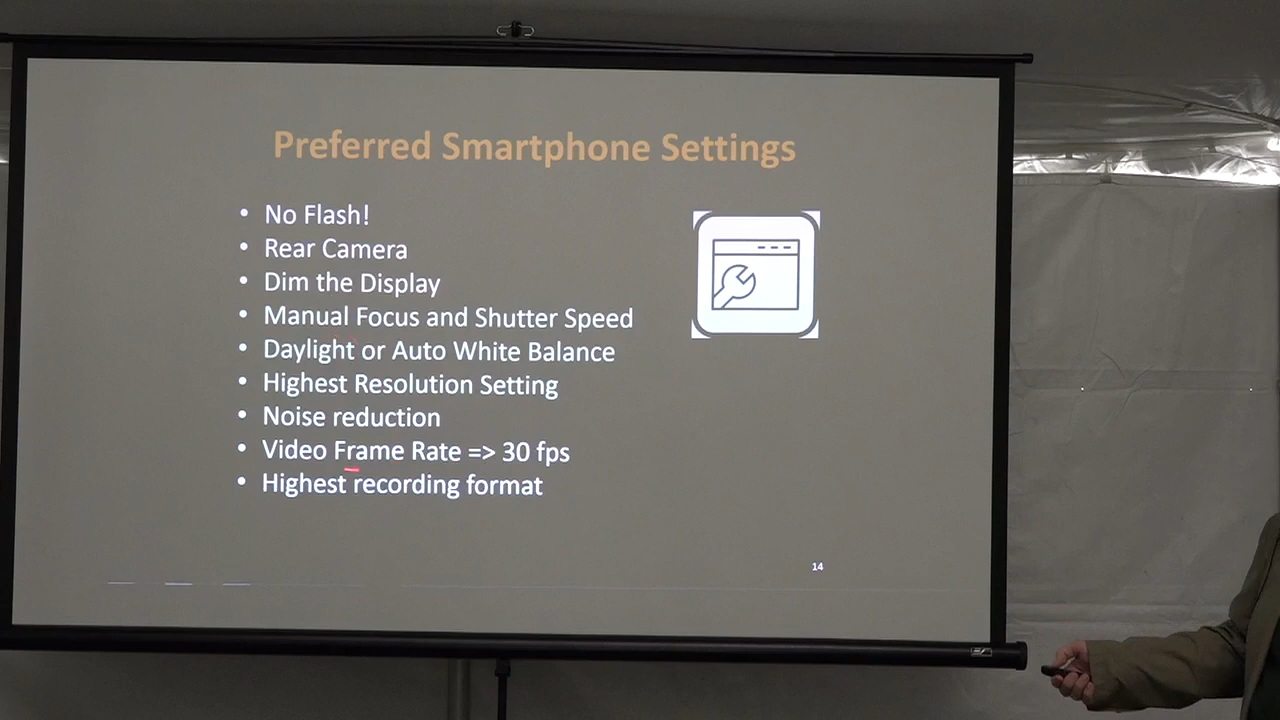 Preferred Smartphone Settings
• No Flash!
• Rear Camera
• Dim the Display
• Manual Focus and Shutter Speed
• Daylight or Auto White Balance
• Highest Resolution Setting
• Noise reduction
• Video Frame Rate => 30 fps
• Highest recording format
14